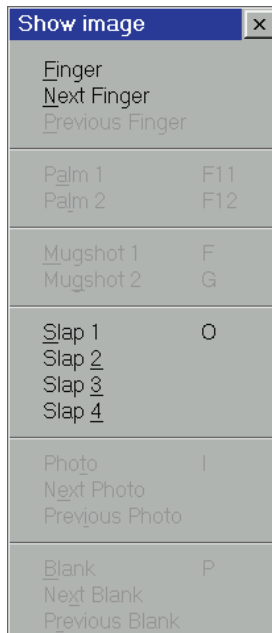 Show image ×
Finger
Next Finger
Previous Finger
Palm 1 F11
Palm 2 F12
Mugshot 1 F
Mugshot 2 G
Slap 1 O
Slap 2
Slap 3
Slap 4
Photo I
Next Photo
Previous Photo
Blank P
Next Blank
Previous Blank